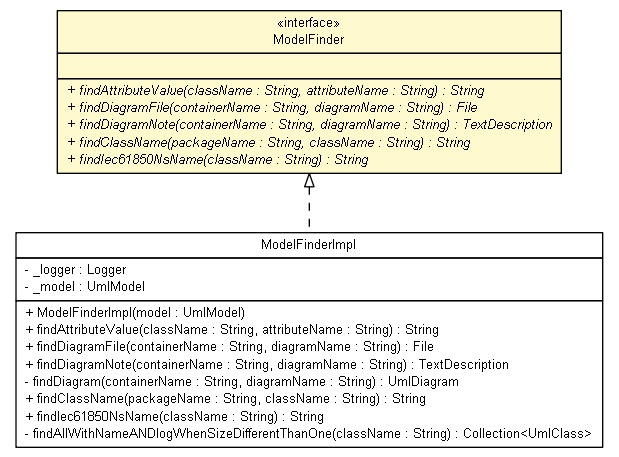 «interface»
ModelFinder
+ findAttributeValue(className : String, attributeName : String) : String
+ findDiagramFile(containerName : String, diagramName : String) : File
+ findDiagramNote(containerName : String, diagramName : String) : TextDescription
+ findClassName(packageName : String, className : String) : String
+ findIec61850NsName(className : String) : String
ModelFinderImpl
- _logger : Logger
- _model : UmlModel
+ ModelFinderImpl(model : UmlModel)
+ findAttributeValue(className : String, attributeName : String) : String
+ findDiagramFile(containerName : String, diagramName : String) : File
+ findDiagramNote(containerName : String, diagramName : String) : TextDescription
- findDiagram(containerName : String, diagramName : String) : UmlDiagram
+ findClassName(packageName : String, className : String) : String
+ findIec61850NsName(className : String) : String
- findAllWithNameANDlogWhenSizeDifferentThanOne(className : String) : Collection<UmlClass>